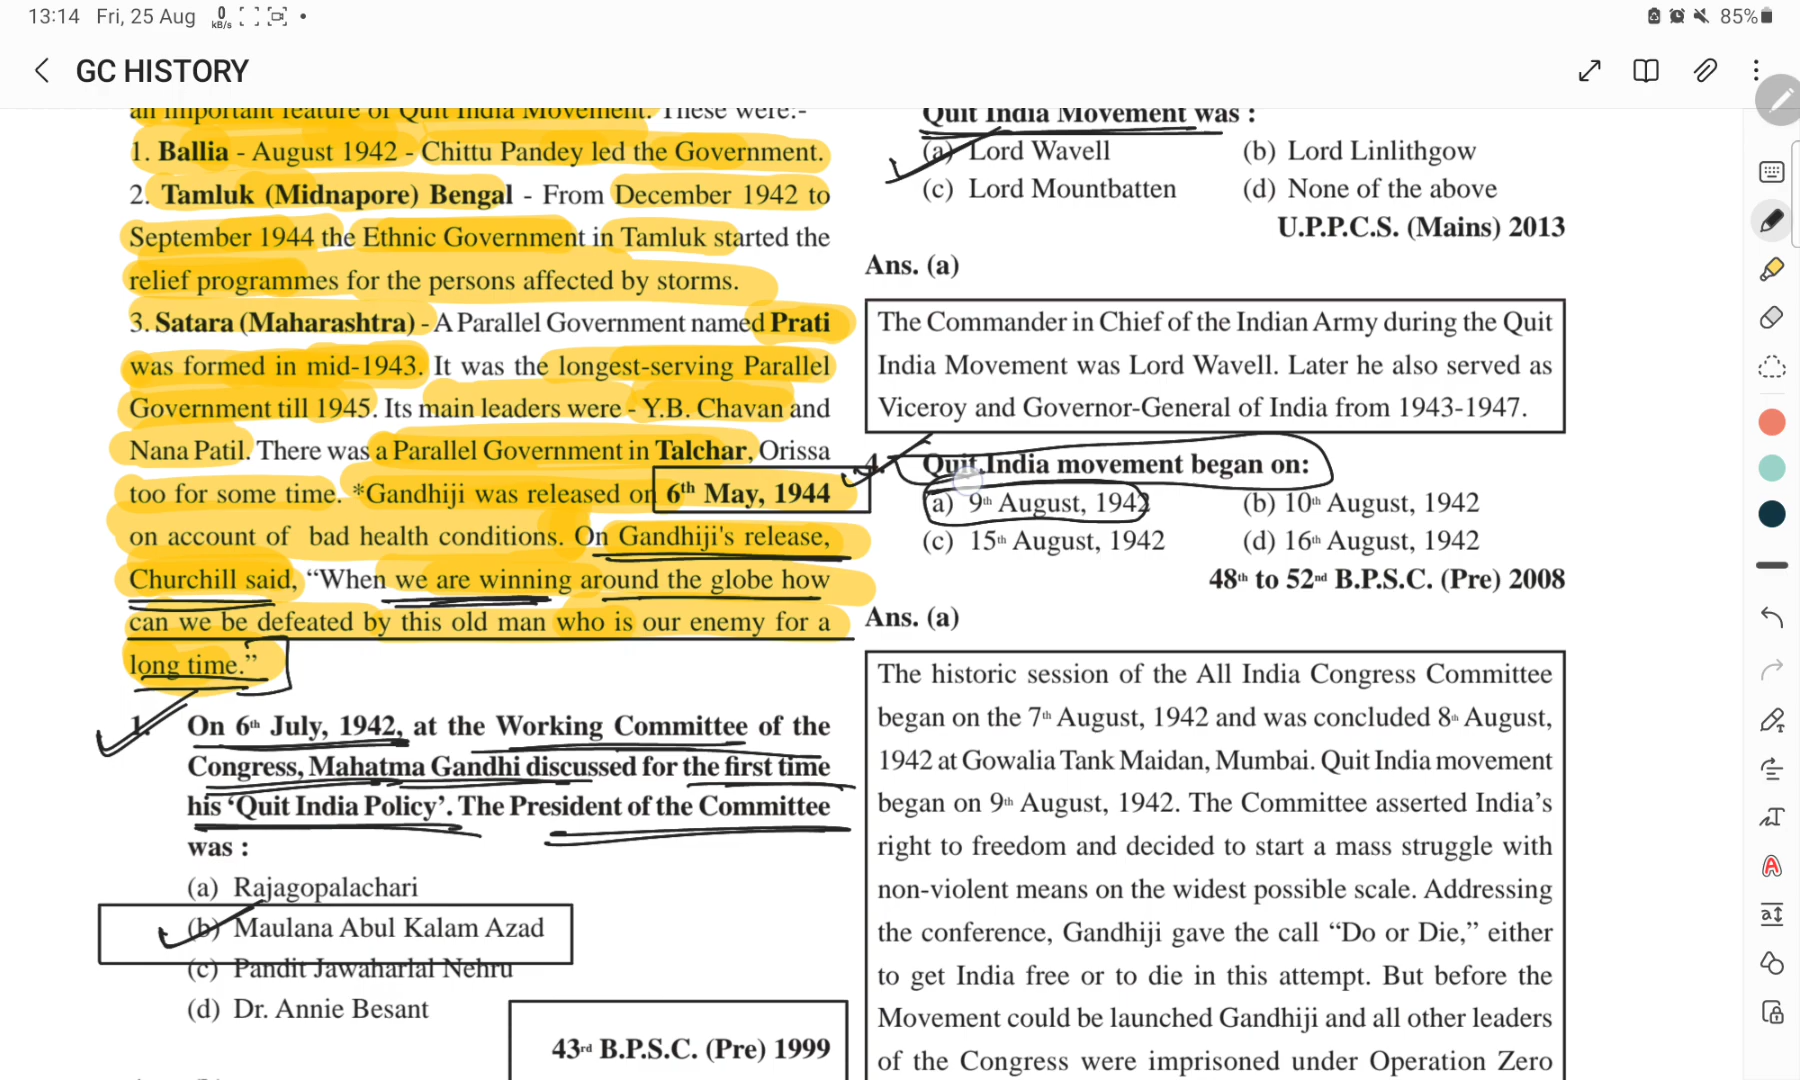 13:14 Fri, 25 Aug 0 kB/s 85%
GC HISTORY
an important feature of Quit India Movement. These were:-
1. Ballia - August 1942 - Chittu Pandey led the Government.
2. Tamluk (Midnapore) Bengal - From December 1942 to
September 1944 the Ethnic Government in Tamluk started the
relief programmes for the persons affected by storms.
3. Satara (Maharashtra) - A Parallel Government named Prati
was formed in mid-1943. It was the longest-serving Parallel
Government till 1945. Its main leaders were - Y.B. Chavan and
Nana Patil. There was a Parallel Government in Talchar, Orissa
too for some time. *Gandhiji was released on 6th May, 1944
on account of bad health conditions. On Gandhiji's release,
Churchill said, “When we are winning around the globe how
can we be defeated by this old man who is our enemy for a
long time.”
1. On 6th July, 1942, at the Working Committee of the
Congress, Mahatma Gandhi discussed for the first time
his ‘Quit India Policy’. The President of the Committee
was :
(a) Rajagopalachari
(b) Maulana Abul Kalam Azad
(c) Pandit Jawaharlal Nehru
(d) Dr. Annie Besant
43rd B.P.S.C. (Pre) 1999
Quit India Movement was :
(a) Lord Wavell (b) Lord Linlithgow
(c) Lord Mountbatten (d) None of the above
U.P.P.C.S. (Mains) 2013
Ans. (a)
The Commander in Chief of the Indian Army during the Quit
India Movement was Lord Wavell. Later he also served as
Viceroy and Governor-General of India from 1943-1947.
4. Quit India movement began on:
(a) 9th August, 1942 (b) 10th August, 1942
(c) 15th August, 1942 (d) 16th August, 1942
48th to 52nd B.P.S.C. (Pre) 2008
Ans. (a)
The historic session of the All India Congress Committee
began on the 7th August, 1942 and was concluded 8th August,
1942 at Gowalia Tank Maidan, Mumbai. Quit India movement
began on 9th August, 1942. The Committee asserted India’s
right to freedom and decided to start a mass struggle with
non-violent means on the widest possible scale. Addressing
the conference, Gandhiji gave the call “Do or Die,” either
to get India free or to die in this attempt. But before the
Movement could be launched Gandhiji and all other leaders
of the Congress were imprisoned under Operation Zero